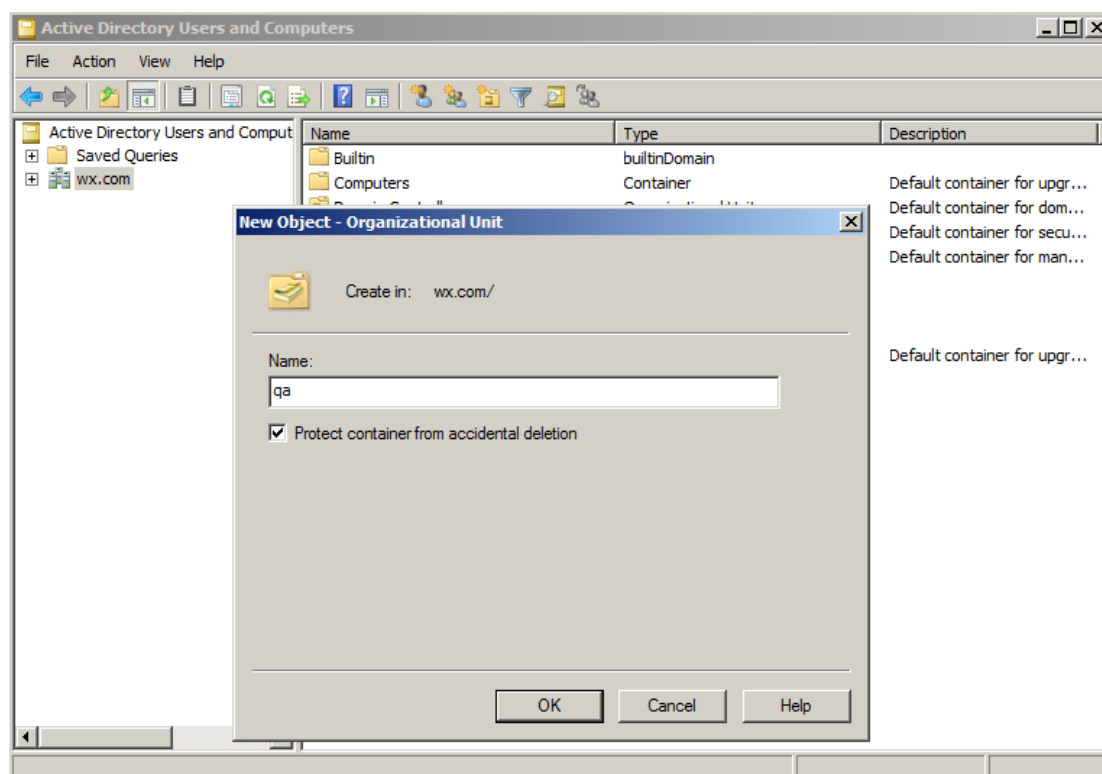 Active Directory Users and Computers
File Action View Help
Active Directory Users and Comput
Saved Queries
wx.com
Name Type Description
Builtin builtinDomain
Computers Container Default container for upgr...
Default container for dom...
Default container for secu...
Default container for man...
Default container for upgr...
New Object - Organizational Unit
Create in: wx.com/
Name:
qa
Protect container from accidental deletion
OK Cancel Help